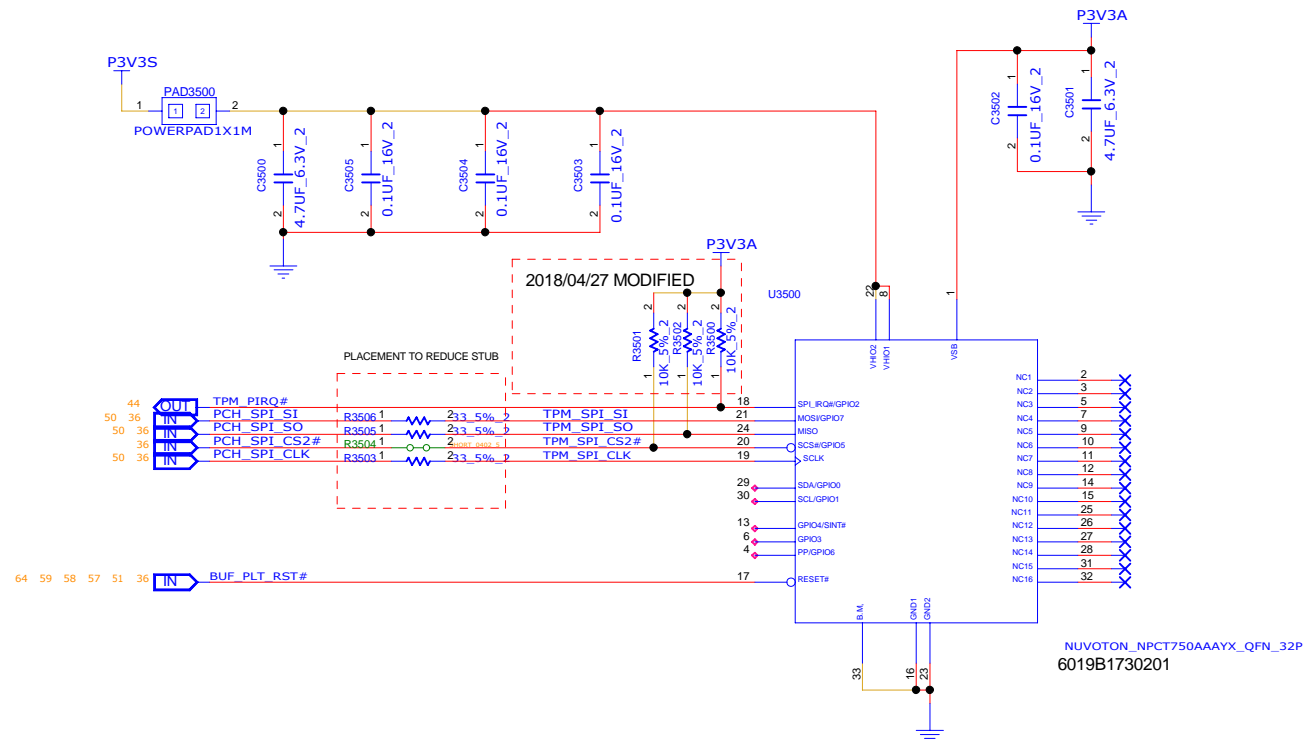 P3V3A
P3V3S
PAD3500
1 1 2 2
POWERPAD1X1M
1 C3500 2 4.7UF_6.3V_2
1 C3505 2 0.1UF_16V_2
1 C3504 2 0.1UF_16V_2
1 C3503 2 0.1UF_16V_2
1 C3502 2 0.1UF_16V_2
1 C3501 2 4.7UF_6.3V_2
P3V3A
2018/04/27 MODIFIED
U3500
2 R3501 1 10K_5%_2
2 R3502 1 10K_5%_2
2 R3500 1 10K_5%_2
22 8 1
VHIO2 VHIO1 VSB
PLACEMENT TO REDUCE STUB
44 OUT TPM_PIRQ# 18 SPI_IRQ#/GPIO2
50 36 IN PCH_SPI_SI R3506 1 2 33_5%_2 TPM_SPI_SI 21 MOSI/GPIO7
50 36 IN PCH_SPI_SO R3505 1 2 33_5%_2 TPM_SPI_SO 24 MISO
36 IN PCH_SPI_CS2# R3504 1 2 SHORT_0402_5 TPM_SPI_CS2# 20 SCS#/GPIO5
50 36 IN PCH_SPI_CLK R3503 1 2 33_5%_2 TPM_SPI_CLK 19 SCLK
29 SDA/GPIO0
30 SCL/GPIO1
13 GPIO4/SINT#
6 GPIO3
4 PP/GPIO6
64 59 58 57 51 36 IN BUF_PLT_RST# 17 RESET#
NC1 2
NC2 3
NC3 5
NC4 7
NC5 9
NC6 10
NC7 11
NC8 12
NC9 14
NC10 15
NC11 25
NC12 26
NC13 27
NC14 28
NC15 31
NC16 32
B.M. GND1 GND2
33 16 23
NUVOTON_NPCT750AAAYX_QFN_32P
6019B1730201